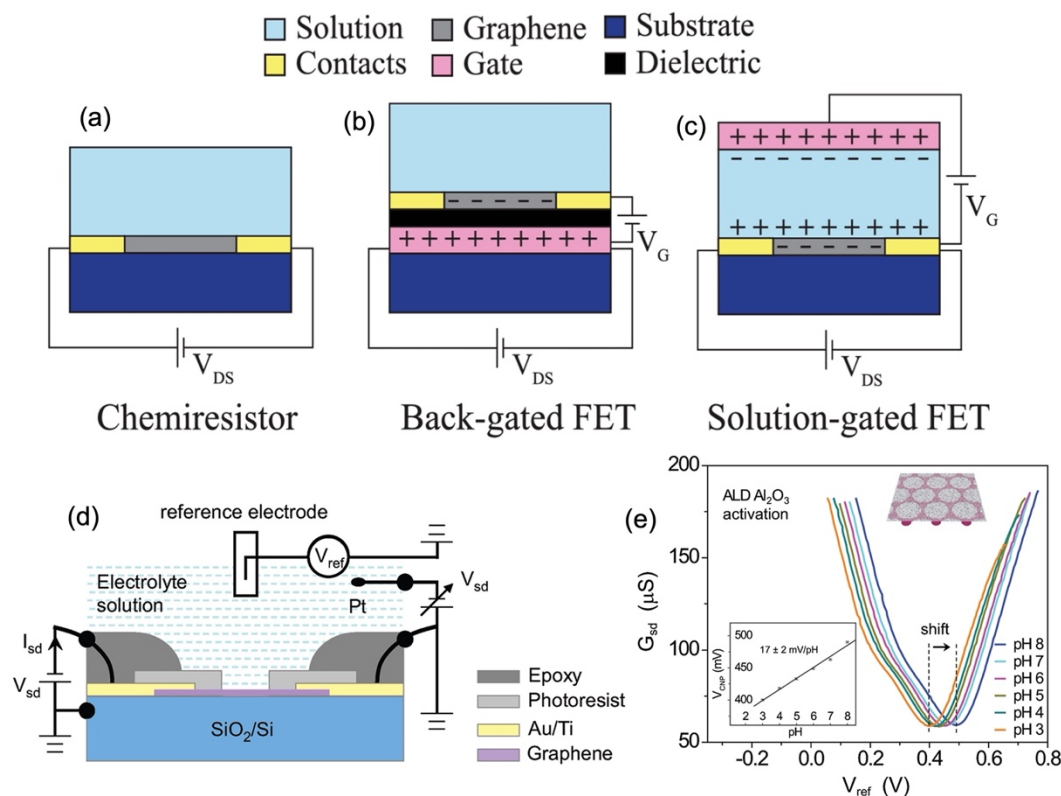 Solution Graphene Substrate
Contacts Gate Dielectric
(a)
V_DS
Chemiresistor
(b)
- - - - -
+ + + + + + + + +
V_G
V_DS
Back-gated FET
(c)
+ + + + + + + + +
- - - - - - - - -
+ + + + + + + + +
- - - - -
V_G
V_DS
Solution-gated FET
(d)
reference electrode
V_ref
Electrolyte
solution
Pt
V_sd
I_sd
V_sd
SiO₂/Si
Epoxy
Photoresist
Au/Ti
Graphene
(e)
ALD Al₂O₃
activation
G_sd (μS)
200
150
100
50
shift
pH 8
pH 7
pH 6
pH 5
pH 4
pH 3
17 ± 2 mV/pH
V_CNP (mV)
500
450
400
3 4 5 6 7 8
pH
-0.2 0.0 0.2 0.4 0.6 0.8
V_ref (V)